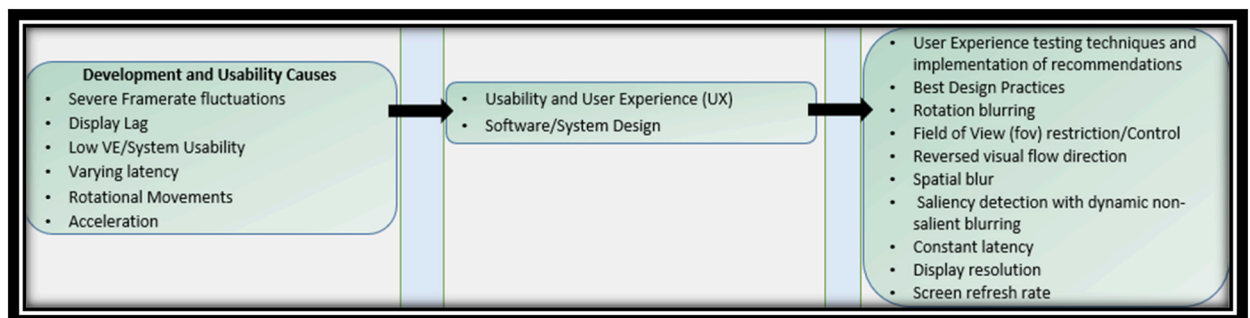 Development and Usability Causes
• Severe Framerate fluctuations
• Display Lag
• Low VE/System Usability
• Varying latency
• Rotational Movements
• Acceleration
• Usability and User Experience (UX)
• Software/System Design
• User Experience testing techniques and
implementation of recommendations
• Best Design Practices
• Rotation blurring
• Field of View (fov) restriction/Control
• Reversed visual flow direction
• Spatial blur
• Saliency detection with dynamic non-
salient blurring
• Constant latency
• Display resolution
• Screen refresh rate